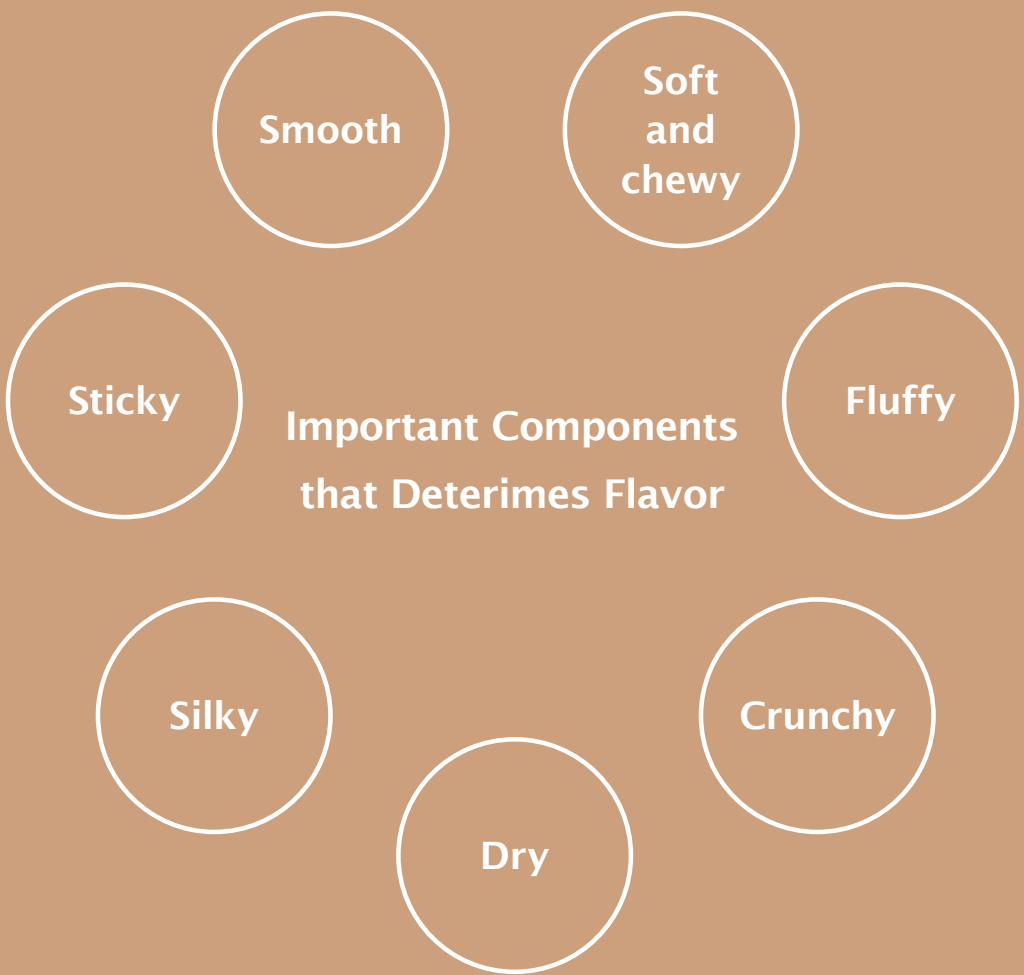 Smooth
Soft
and
chewy
Sticky
Fluffy
Important Components
that Deterimes Flavor
Silky
Crunchy
Dry